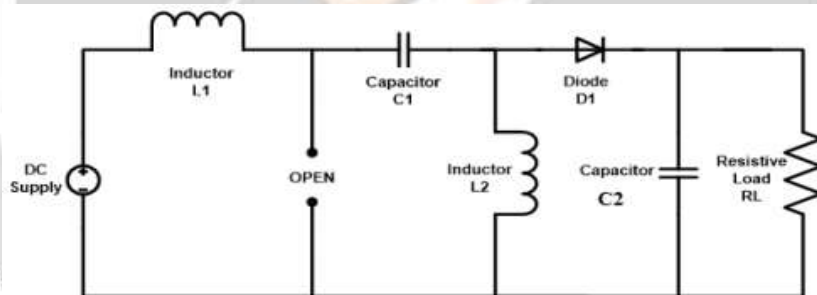 Inductor
L1
Capacitor
C1
Diode
D1
DC
Supply
+
-
OPEN
Inductor
L2
Capacitor
C2
Resistive
Load
RL